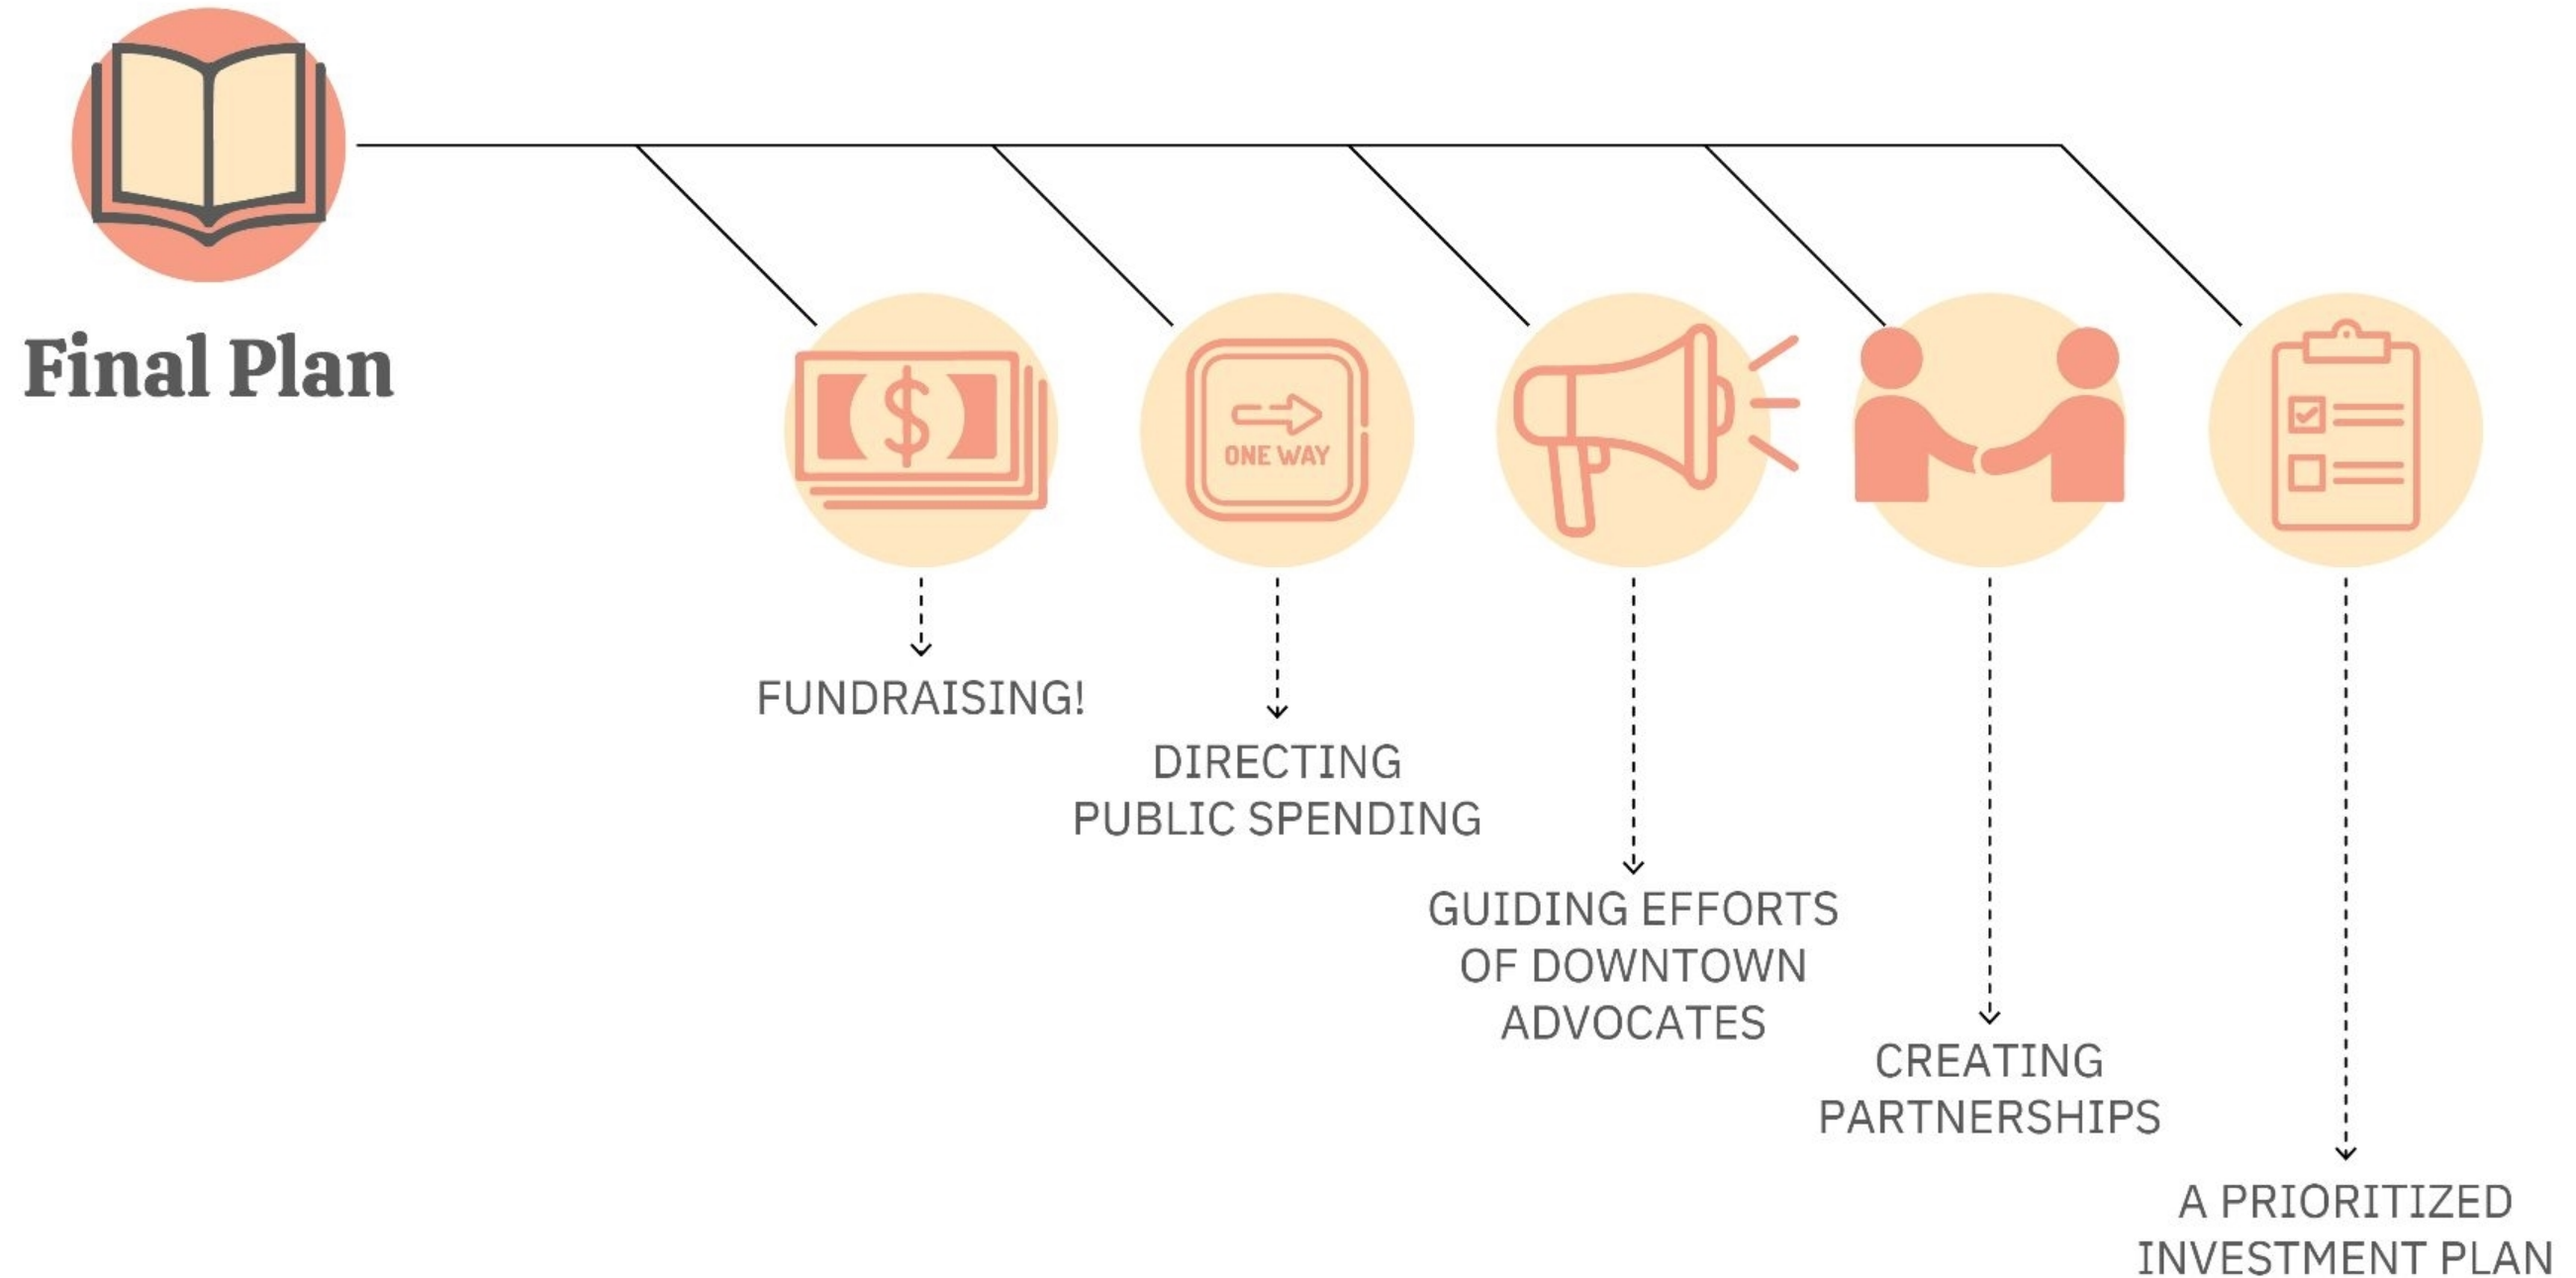 Final Plan
ONE WAY
FUNDRAISING!
DIRECTING
PUBLIC SPENDING
GUIDING EFFORTS
OF DOWNTOWN
ADVOCATES
CREATING
PARTNERSHIPS
A PRIORITIZED
INVESTMENT PLAN